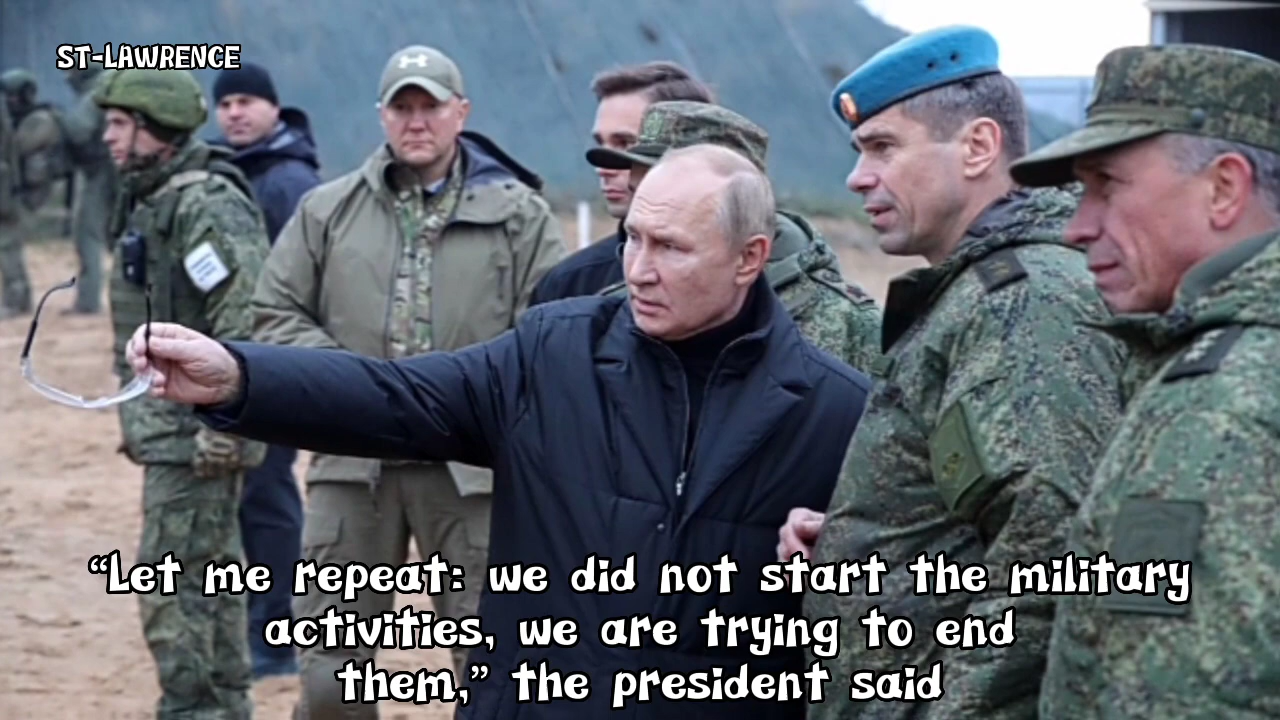 ST-LAWRENCE
“Let me repeat: we did not start the military
activities, we are trying to end
them,” the president said